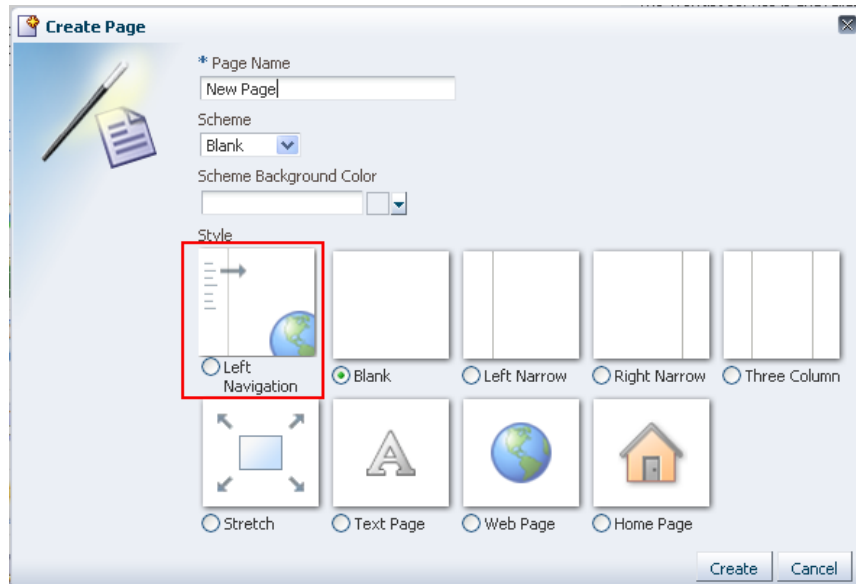 Create Page
* Page Name
New Page
Scheme
Blank
Scheme Background Color
Style
Left Navigation
Blank
Left Narrow
Right Narrow
Three Column
Stretch
Text Page
Web Page
Home Page
Create
Cancel